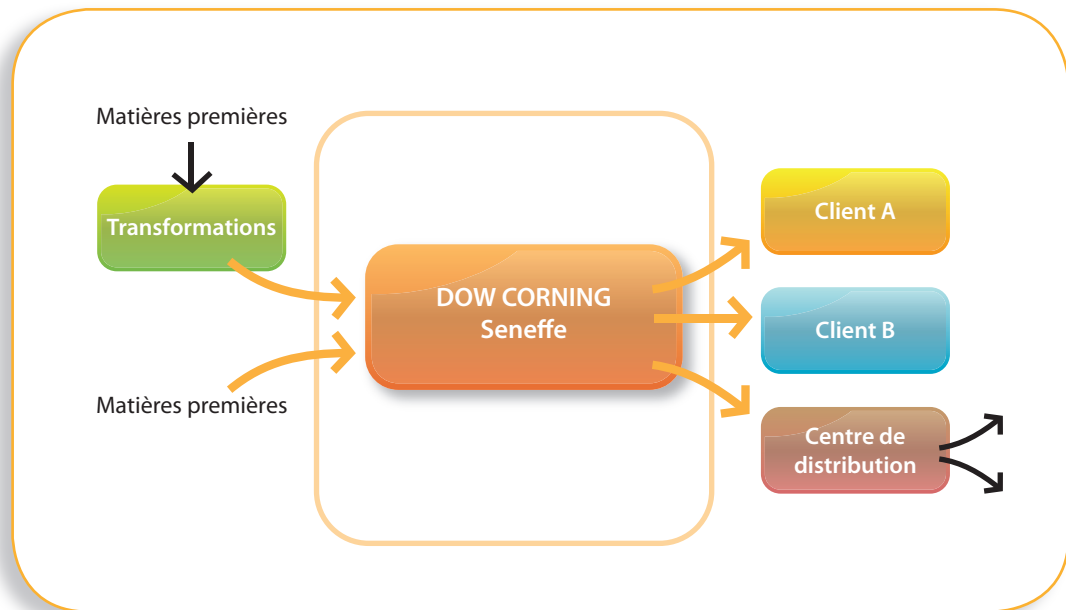 Matières premières
Transformations
Matières premières
DOW CORNING
Seneffe
Client A
Client B
Centre de
distribution